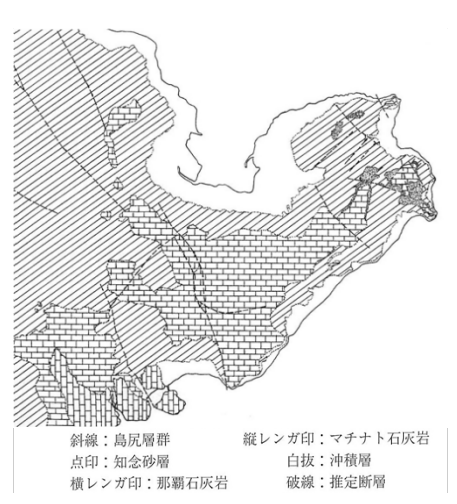 斜線：島尻層群　縦レンガ印：マチナト石灰岩
点印：知念砂層　白抜：沖積層
横レンガ印：那覇石灰岩　破線：推定断層